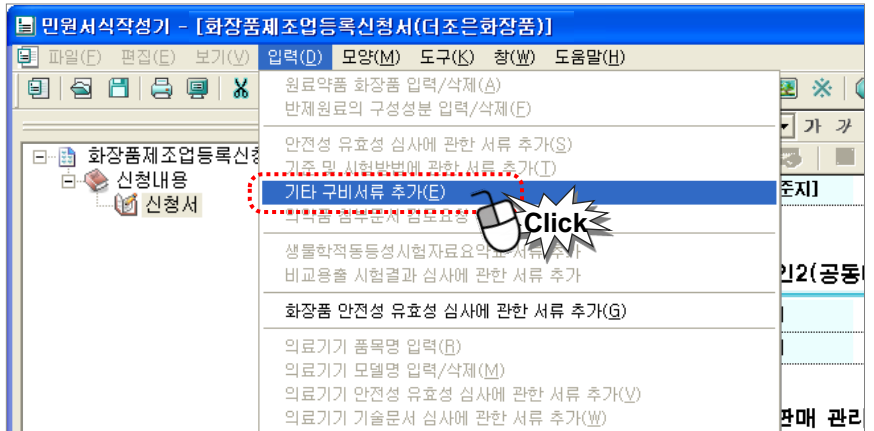 민원서식작성기 - [화장품제조업등록신청서(더조은화장품)]
파일(F) 편집(E) 보기(V) 입력(D) 모양(M) 도구(K) 창(W) 도움말(H)
원료약품 화장품 입력/삭제(A)
반제원료의 구성성분 입력/삭제(F)
가 가
안전성 유효성 심사에 관한 서류 추가(S)
화장품제조업등록신청
기준 및 시험방법에 관한 서류 추가(T)
신청내용
기타 구비서류 추가(E)
준지]
신청서
의약품 첨부문서 검토요청
Click
생물학적동등성시험자료요약표 서류 추가
비교용출 시험결과 심사에 관한 서류 추가
인2(공동
화장품 안전성 유효성 심사에 관한 서류 추가(G)
의료기기 품목명 입력(R)
의료기기 모델명 입력/삭제(M)
의료기기 안전성 유효성 심사에 관한 서류 추가(V)
의료기기 기술문서 심사에 관한 서류 추가(W)
판매 관리